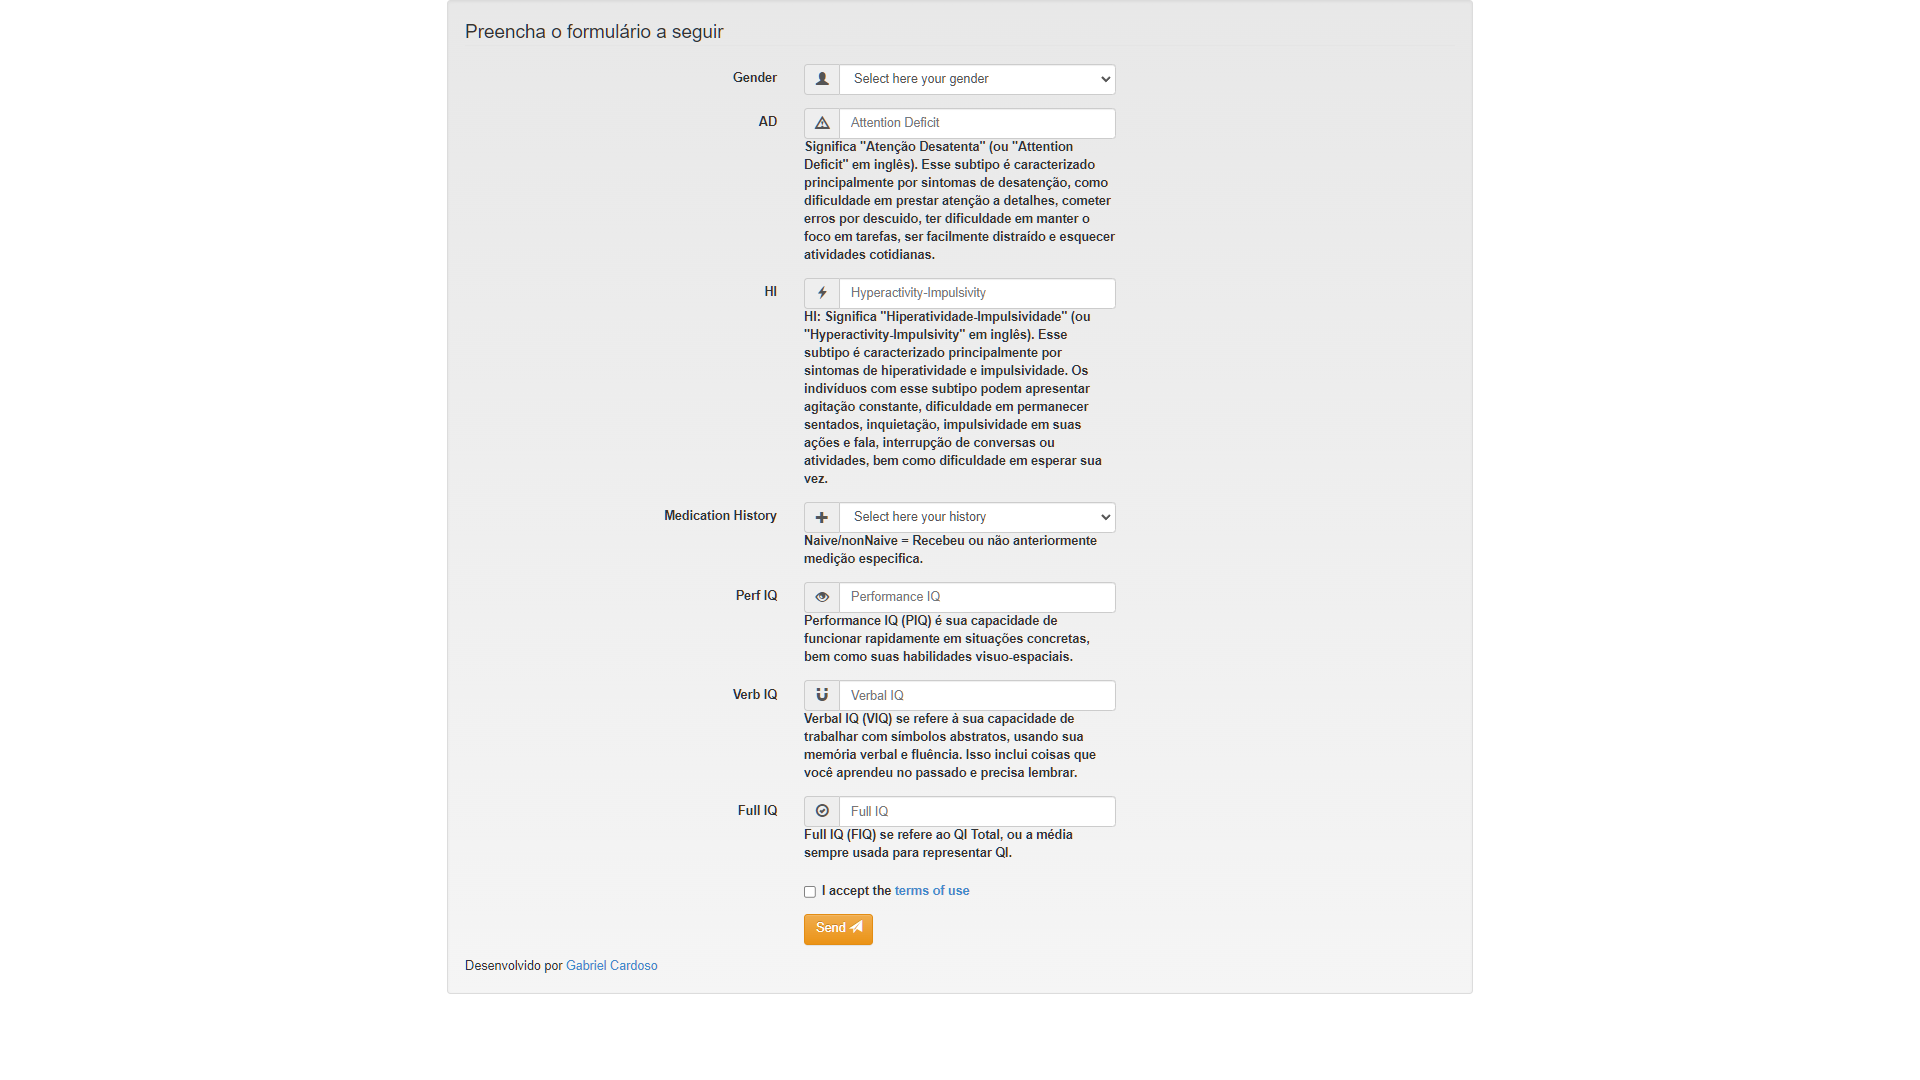 Preencha o formulário a seguir
Gender
Select here your gender
AD
Attention Deficit
Significa "Atenção Desatenta" (ou "Attention
Deficit" em inglês). Esse subtipo é caracterizado
principalmente por sintomas de desatenção, como
dificuldade em prestar atenção a detalhes, cometer
erros por descuido, ter dificuldade em manter o
foco em tarefas, ser facilmente distraído e esquecer
atividades cotidianas.
HI
Hyperactivity-Impulsivity
HI: Significa "Hiperatividade-Impulsividade" (ou
"Hyperactivity-Impulsivity" em inglês). Esse
subtipo é caracterizado principalmente por
sintomas de hiperatividade e impulsividade. Os
indivíduos com esse subtipo podem apresentar
agitação constante, dificuldade em permanecer
sentados, inquietação, impulsividade em suas
ações e fala, interrupção de conversas ou
atividades, bem como dificuldade em esperar sua
vez.
Medication History
Select here your history
Naive/nonNaive = Recebeu ou não anteriormente
medição especifica.
Perf IQ
Performance IQ
Performance IQ (PIQ) é sua capacidade de
funcionar rapidamente em situações concretas,
bem como suas habilidades visuo-espaciais.
Verb IQ
Verbal IQ
Verbal IQ (VIQ) se refere à sua capacidade de
trabalhar com símbolos abstratos, usando sua
memória verbal e fluência. Isso inclui coisas que
você aprendeu no passado e precisa lembrar.
Full IQ
Full IQ
Full IQ (FIQ) se refere ao QI Total, ou a média
sempre usada para representar QI.
I accept the terms of use
Send
Desenvolvido por Gabriel Cardoso